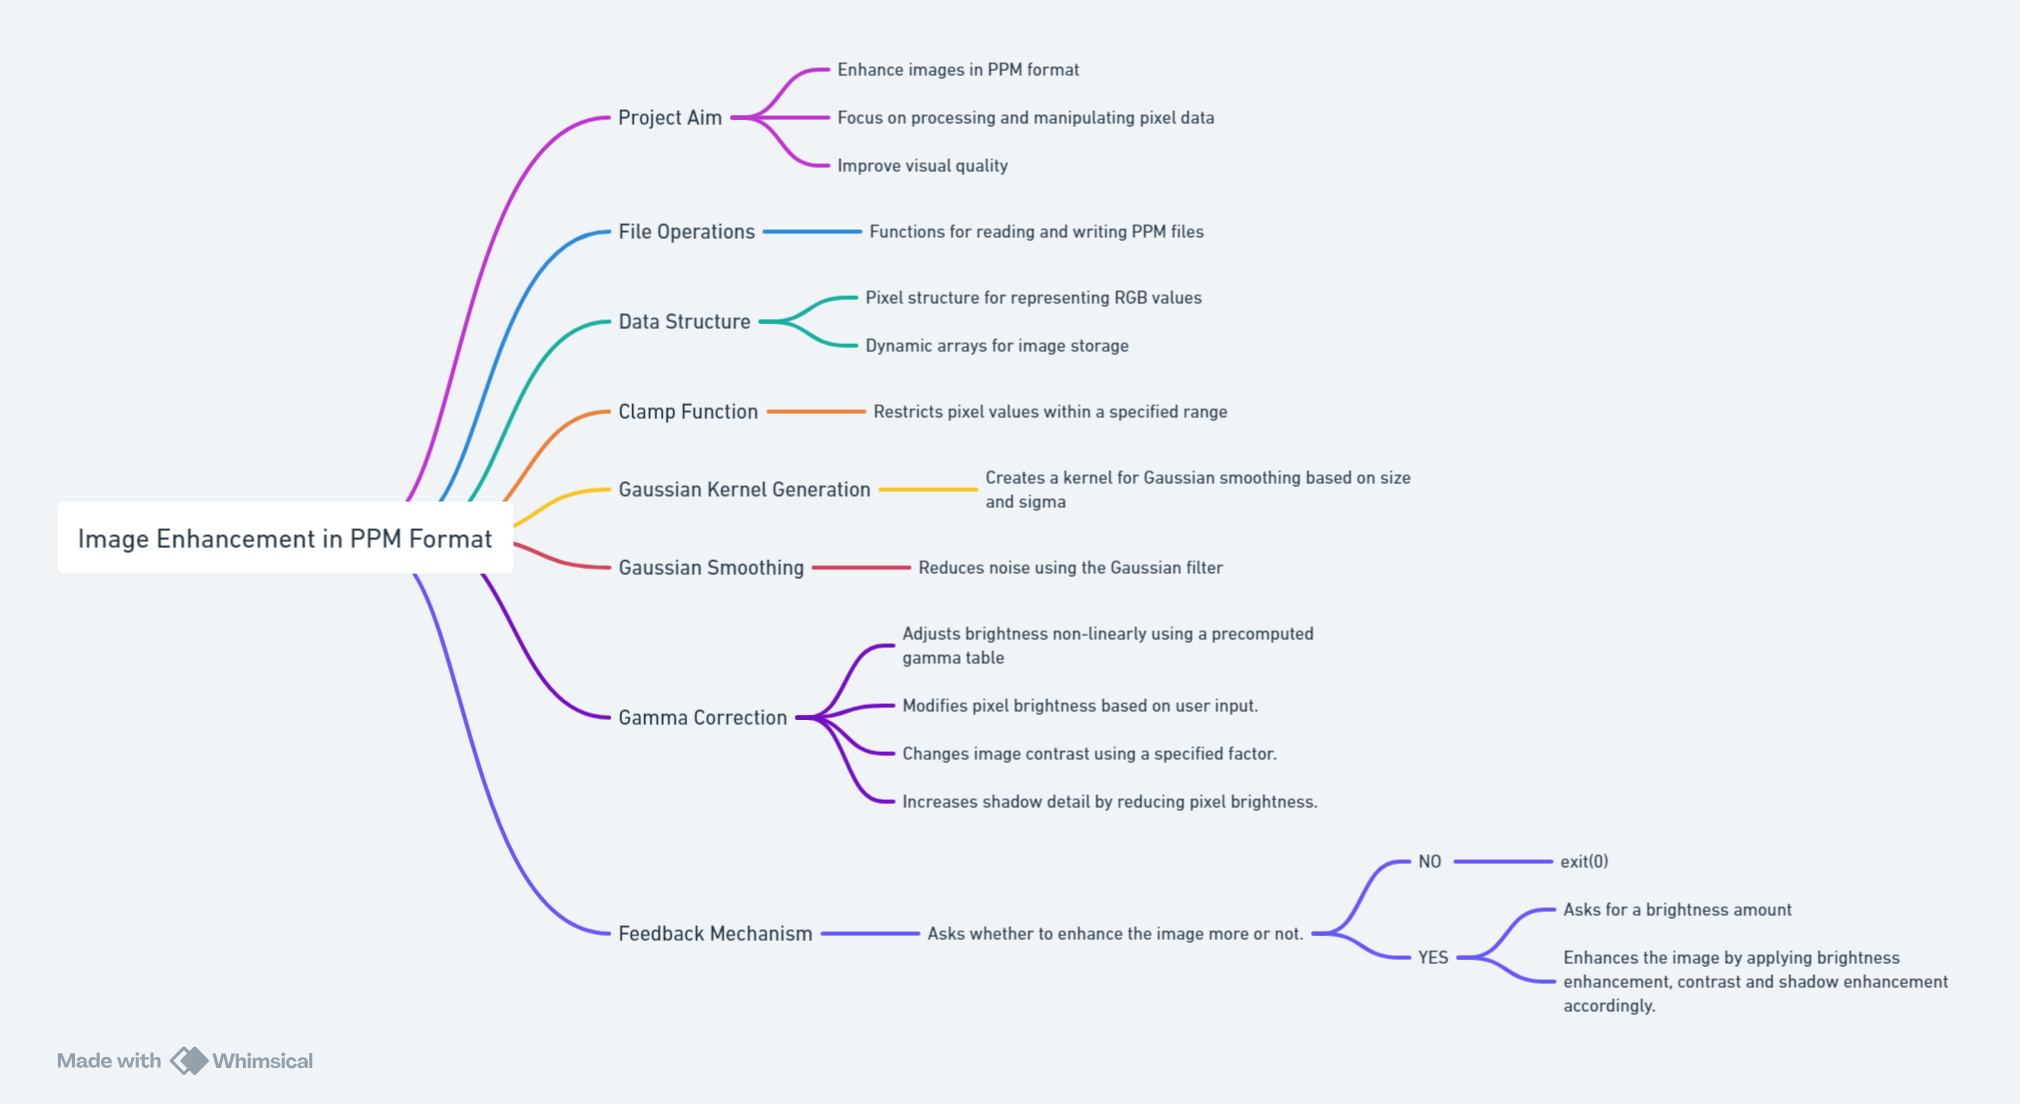 Enhance images in PPM format
Project Aim
Focus on processing and manipulating pixel data
Improve visual quality
File Operations
Functions for reading and writing PPM files
Pixel structure for representing RGB values
Data Structure
Dynamic arrays for image storage
Clamp Function
Restricts pixel values within a specified range
Gaussian Kernel Generation
Creates a kernel for Gaussian smoothing based on size
and sigma
Image Enhancement in PPM Format
Gaussian Smoothing
Reduces noise using the Gaussian filter
Adjusts brightness non-linearly using a precomputed
gamma table
Gamma Correction
Modifies pixel brightness based on user input.
Changes image contrast using a specified factor.
Increases shadow detail by reducing pixel brightness.
Feedback Mechanism
Asks whether to enhance the image more or not.
NO
exit(0)
YES
Asks for a brightness amount
Enhances the image by applying brightness
enhancement, contrast and shadow enhancement
accordingly.
Made with Whimsical